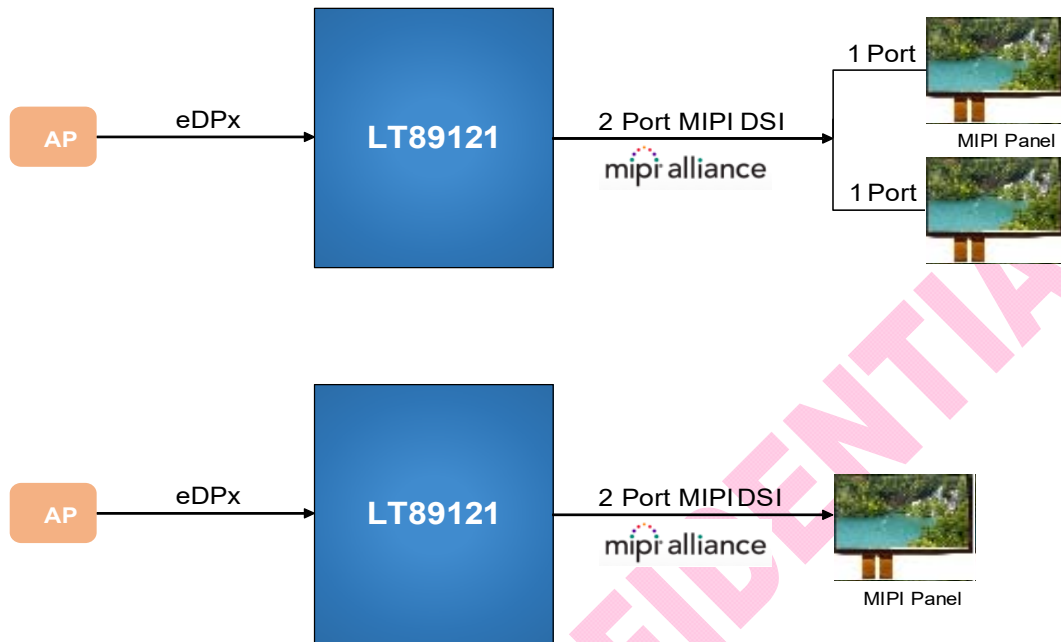 1 Port
eDPx
2 Port MIPI DSI
AP
LT89121
mipi alliance
MIPI Panel
1 Port
eDPx
2 Port MIPI DSI
AP
LT89121
mipi alliance
MIPI Panel
FIDENTIA